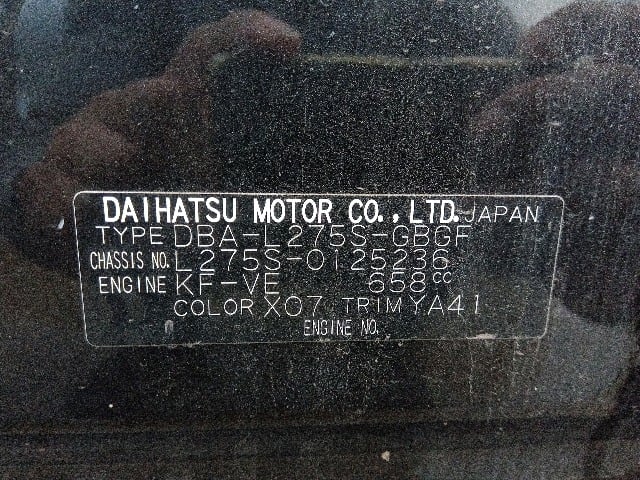 DAIHATSU MOTOR CO.,LTD. JAPAN
TYPE DBA-L275S-GBGF
CHASSIS NO. L275S-0125236
ENGINE KF-VE 658cc
COLOR X07 TRIM YA41
ENGINE NO.